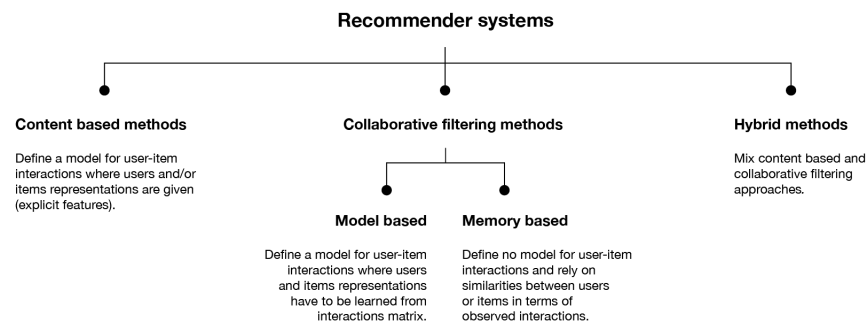 Recommender systems
Content based methods
Define a model for user-item
interactions where users and/or
items representations are given
(explicit features).
Collaborative filtering methods
Model based
Define a model for user-item
interactions where users
and items representations
have to be learned from
interactions matrix.
Memory based
Define no model for user-item
interactions and rely on
similarities between users
or items in terms of
observed interactions.
Hybrid methods
Mix content based and
collaborative filtering
approaches.